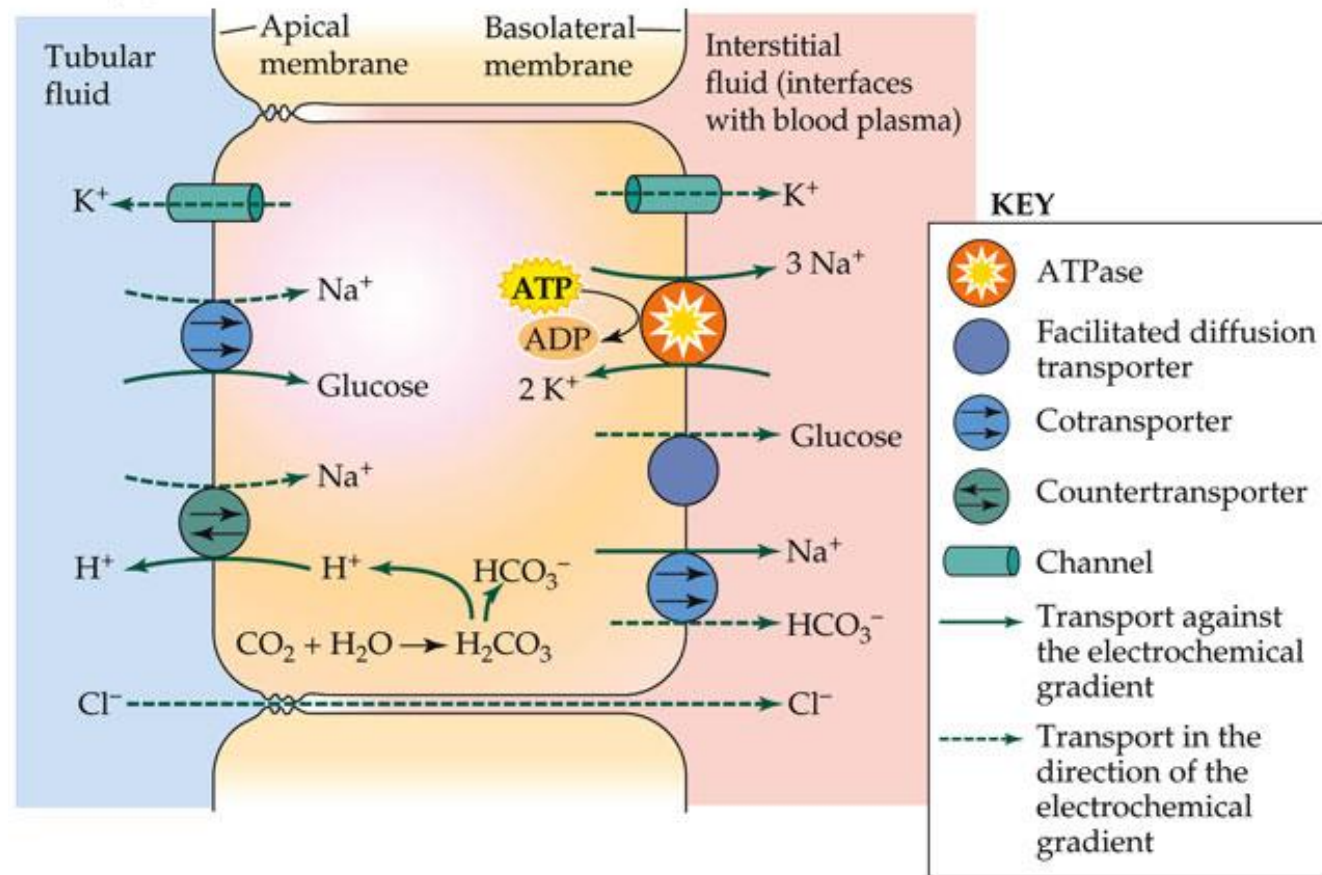 Tubular
fluid
Apical
membrane
Basolateral
membrane
Interstitial
fluid (interfaces
with blood plasma)
K⁺
K⁺
Na⁺
Glucose
ATP
ADP
3 Na⁺
2 K⁺
Glucose
Na⁺
H⁺
H⁺
HCO₃⁻
CO₂ + H₂O → H₂CO₃
Na⁺
HCO₃⁻
Cl⁻
Cl⁻
KEY
ATPase
Facilitated diffusion
transporter
Cotransporter
Countertransporter
Channel
Transport against
the electrochemical
gradient
Transport in the
direction of the
electrochemical
gradient